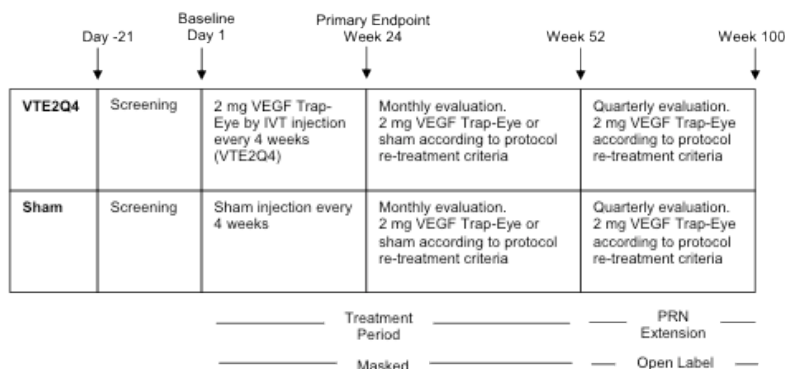 Baseline
Primary Endpoint
Day -21
Day 1
Week 24
Week 52
Week 100
VTE2Q4
Screening
2 mg VEGF Trap-
Eye by IVT injection
every 4 weeks
(VTE2Q4)
Monthly evaluation.
2 mg VEGF Trap-Eye or
sham according to protocol
re-treatment criteria
Quarterly evaluation.
2 mg VEGF Trap-Eye
according to protocol
re-treatment criteria
Sham
Screening
Sham injection every
4 weeks
Monthly evaluation.
2 mg VEGF Trap-Eye or
sham according to protocol
re-treatment criteria
Quarterly evaluation.
2 mg VEGF Trap-Eye
according to protocol
re-treatment criteria
Treatment
Period
PRN
Extension
Masked
Open Label